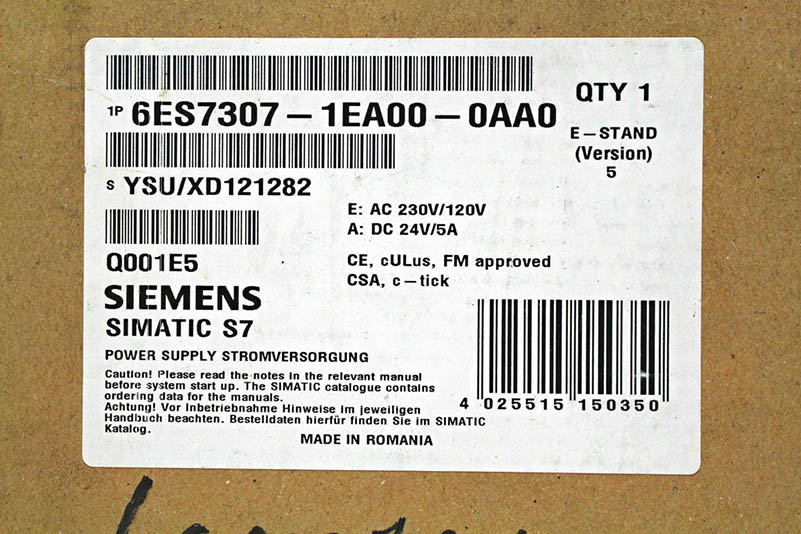 1P 6ES7307-1EA00-0AA0
QTY 1
E-STAND
(Version)
5
S YSU/XD121282
E: AC 230V/120V
A: DC 24V/5A
Q001E5
CE, cULus, FM approved
CSA, c-tick
SIEMENS
SIMATIC S7
POWER SUPPLY STROMVERSORGUNG
Caution! Please read the notes in the relevant manual
before system start up. The SIMATIC catalogue contains
ordering data for the manuals.
Achtung! Vor Inbetriebnahme Hinweise im jeweiligen
Handbuch beachten. Bestelldaten hierfür finden Sie im SIMATIC
Katalog.
MADE IN ROMANIA
4 025515 150350